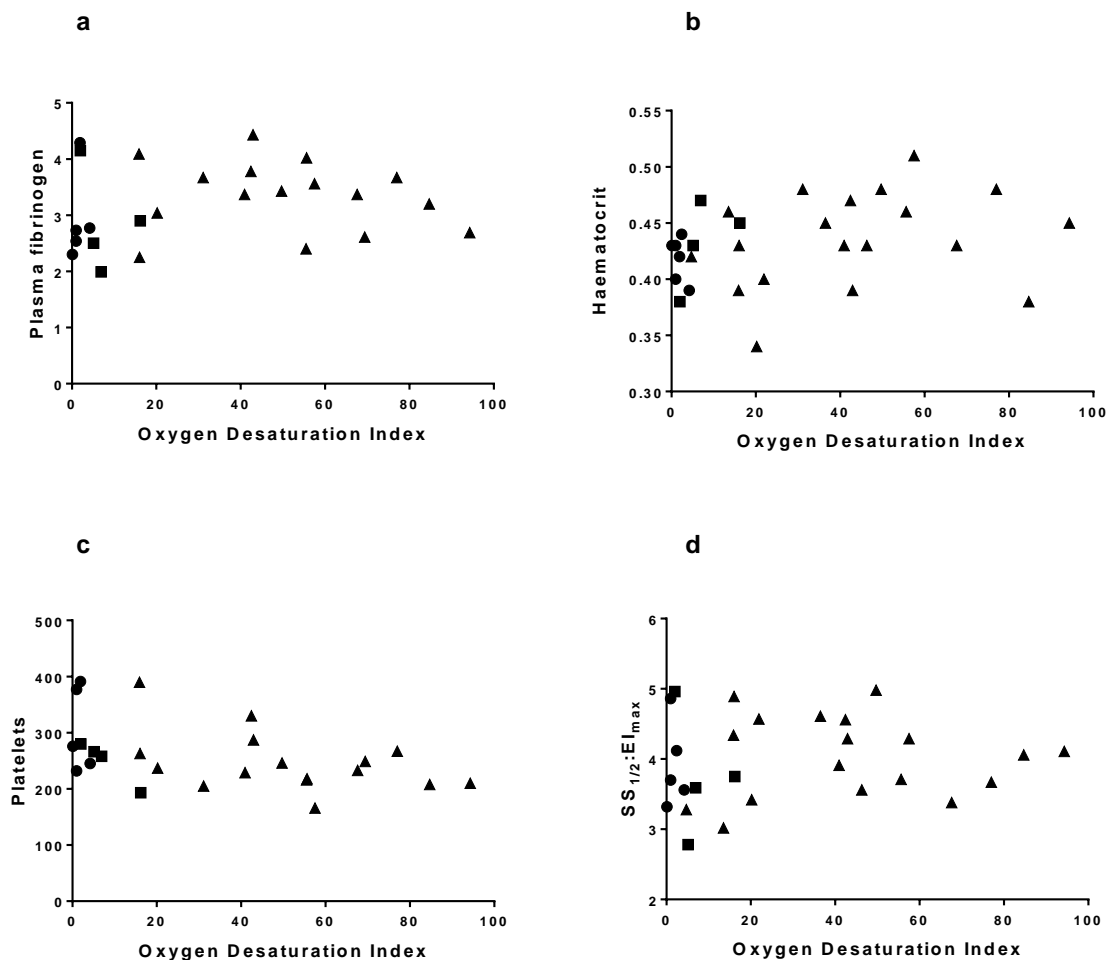 a
Plasma fibrinogen
5
4
3
2
1
0
0 20 40 60 80 100
Oxygen Desaturation Index
b
Haematocrit
0.55
0.50
0.45
0.40
0.35
0.30
0 20 40 60 80 100
Oxygen Desaturation Index
c
Platelets
500
400
300
200
100
0
0 20 40 60 80 100
Oxygen Desaturation Index
d
SS1/2:EImax
6
5
4
3
2
0 20 40 60 80 100
Oxygen Desaturation Index